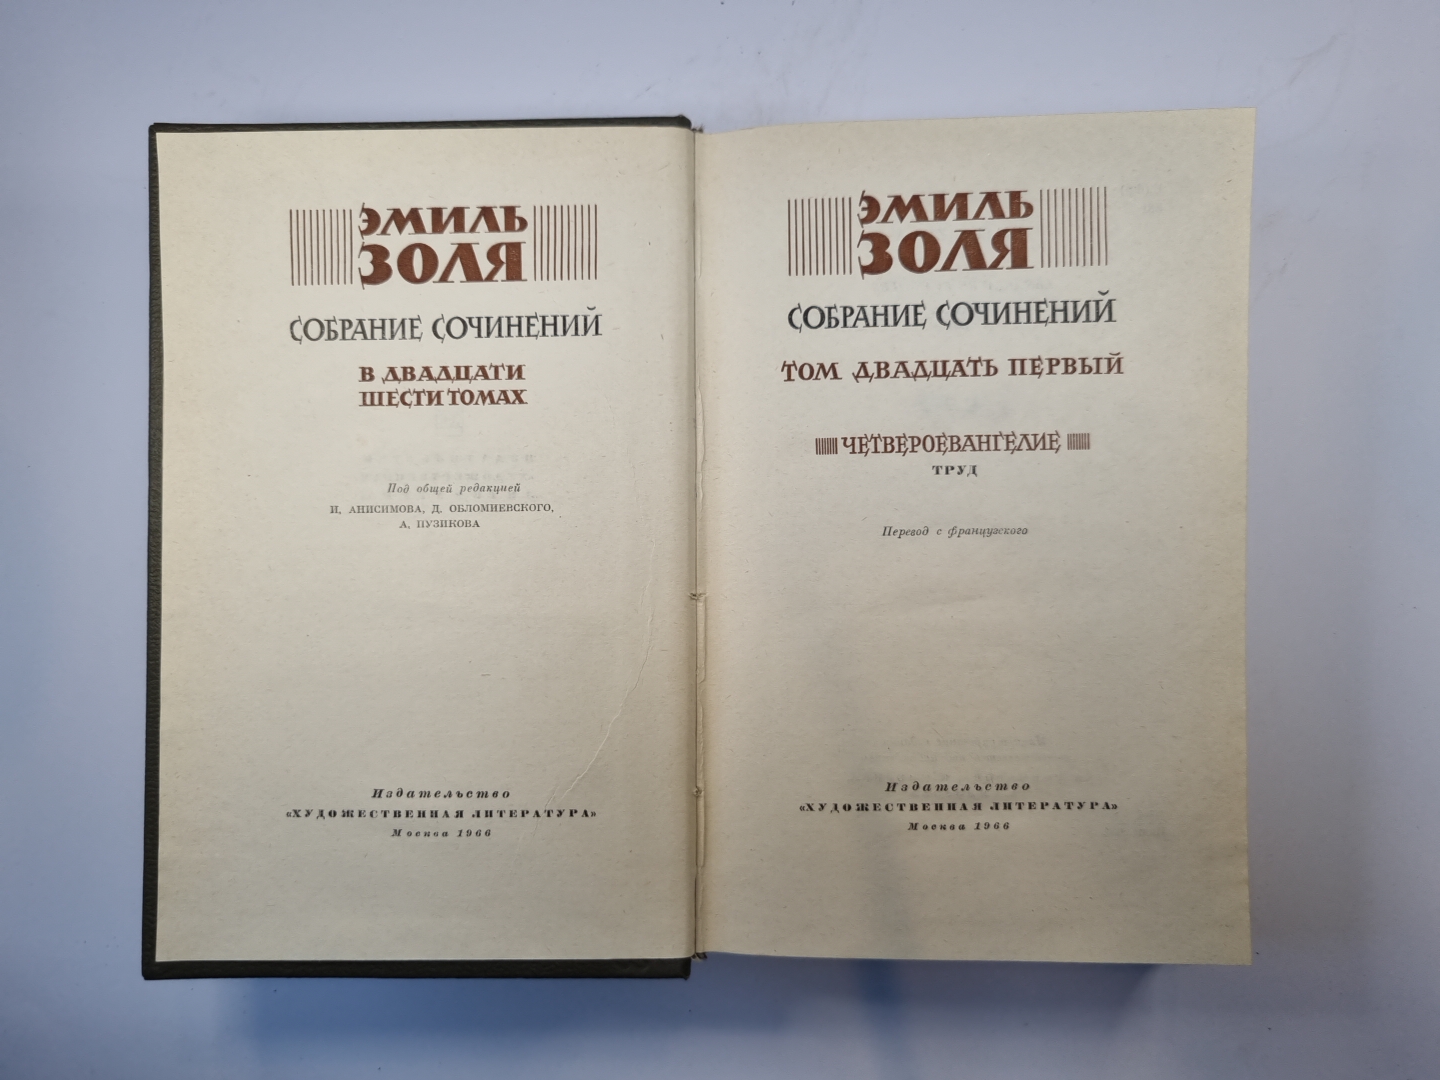 ЭМИЛЬ
ЗОЛЯ
СОБРАНИЕ СОЧИНЕНИЙ
В ДВАДЦАТИ
ШЕСТИ ТОМАХ
Под общей редакцией
И. АНИСИМОВА, Д. ОБЛОМИЕВСКОГО,
А. ПУЗИКОВА
Издательство
«ХУДОЖЕСТВЕННАЯ ЛИТЕРАТУРА»
Москва 1966
ЭМИЛЬ
ЗОЛЯ
СОБРАНИЕ СОЧИНЕНИЙ
ТОМ ДВАДЦАТЬ ПЕРВЫЙ
ЧЕТВЕРОЕВАНГЕЛИЕ
ТРУД
Перевод с французского
Издательство
«ХУДОЖЕСТВЕННАЯ ЛИТЕРАТУРА»
Москва 1966